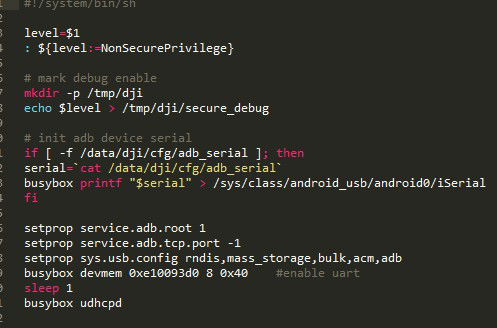 #!/system/bin/sh
level=$1
: ${level:=NonSecurePrivilege}
# mark debug enable
mkdir -p /tmp/dji
echo $level > /tmp/dji/secure_debug
# init adb device serial
if [ -f /data/dji/cfg/adb_serial ]; then
serial=`cat /data/dji/cfg/adb_serial`
busybox printf "$serial" > /sys/class/android_usb/android0/iSerial
fi
setprop service.adb.root 1
setprop service.adb.tcp.port -1
setprop sys.usb.config rndis,mass_storage,bulk,acm,adb
busybox devmem 0xe10093d0 8 0x40    #enable uart
sleep 1
busybox udhcpd